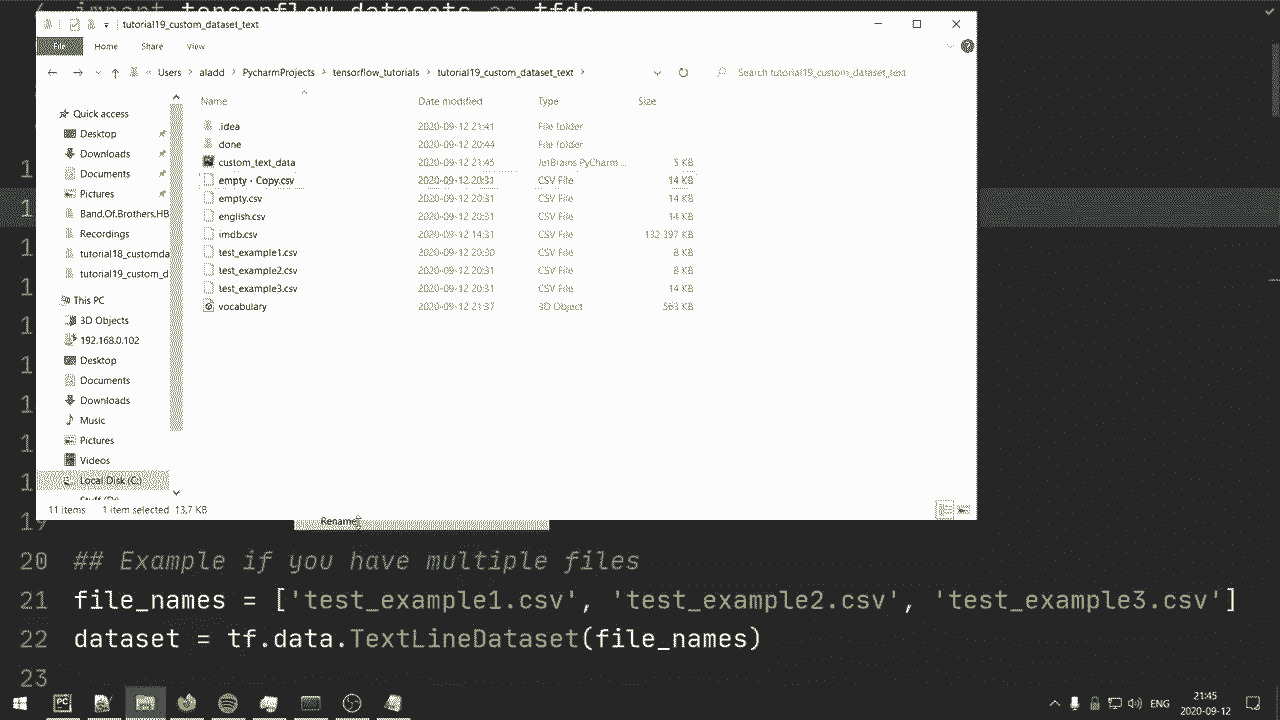 import tensorflow_datasets as tfds
tutorial19_custom_dataset_text
File Home Share View
Users aladd PycharmProjects tensorflow_tutorials tutorial19_custom_dataset_text
Search tutorial19_custom_dataset_text
Name Date modified Type Size
Quick access
Desktop
Downloads
Documents
Pictures
Band.Of.Brothers.HB
Recordings
tutorial18_customda
tutorial19_custom_d
This PC
3D Objects
192.168.0.102
Desktop
Documents
Downloads
Music
Pictures
Videos
Local Disk (C:)
.idea 2020-09-12 21:41 File folder
done 2020-09-12 20:44 File folder
custom_text_data 2020-09-12 21:45 JetBrains PyCharm ... 5 KB
empty - Copy.csv 2020-09-12 20:31 CSV File 14 KB
empty.csv 2020-09-12 20:31 CSV File 14 KB
english.csv 2020-09-12 20:31 CSV File 14 KB
imdb.csv 2020-09-12 14:31 CSV File 132 397 KB
test_example1.csv 2020-09-12 20:30 CSV File 8 KB
test_example2.csv 2020-09-12 20:31 CSV File 8 KB
test_example3.csv 2020-09-12 20:31 CSV File 14 KB
vocabulary 2020-09-12 21:37 3D Object 563 KB
11 items 1 item selected 13,7 KB
Rename
20 ## Example if you have multiple files
21 file_names = ['test_example1.csv', 'test_example2.csv', 'test_example3.csv']
22 dataset = tf.data.TextLineDataset(file_names)
23
ENG
21:45
2020-09-12